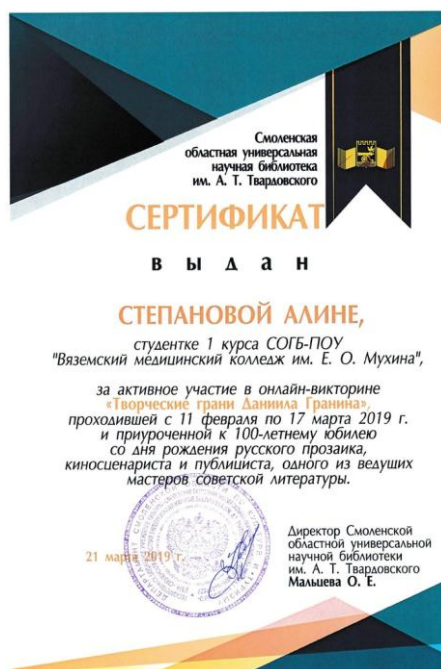 Смоленская
областная универсальная
научная библиотека
им. А. Т. Твардовского
СЕРТИФИКАТ
выдан
СТЕПАНОВОЙ АЛИНЕ,
студентке 1 курса СОГБ-ПОУ
"Вяземский медицинский колледж им. Е. О. Мухина",
за активное участие в онлайн-викторине
«Творческие грани Даниила Гранина»,
проходившей с 11 февраля по 17 марта 2019 г.
и приуроченной к 100-летнему юбилею
со дня рождения русского прозаика,
киносценариста и публициста, одного из ведущих
мастеров советской литературы.
21 марта 2019 г.
Директор Смоленской
областной универсальной
научной библиотеки
им. А. Т. Твардовского
Мальцева О. Е.